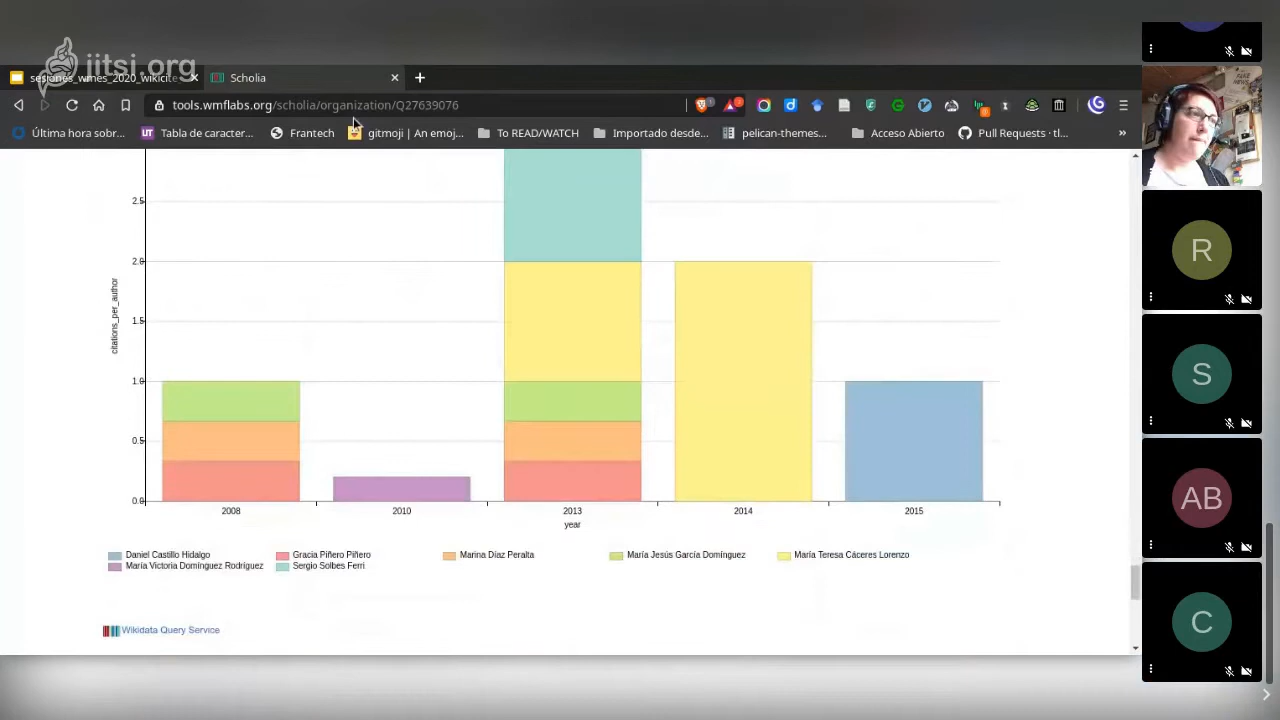 jitsi.org
sesiones_wmes_2020_wikicite
Scholia
tools.wmflabs.org/scholia/organization/Q27639076
Última hora sobr...
Tabla de caracter...
Frantech
gitmoji | An emoj...
To READ/WATCH
Importado desde...
pelican-themes...
Acceso Abierto
Pull Requests · tl...
»
2.5
2.0
1.5
1.0
0.5
0.0
citations_per_author
2008
2010
2013
2014
2015
year
Daniel Castillo Hidalgo
Gracia Piñero Piñero
Marina Díaz Peralta
María Jesús García Domínguez
María Teresa Cáceres Lorenzo
María Victoria Domínguez Rodríguez
Sergio Solbes Ferri
Wikidata Query Service
R
S
AB
C